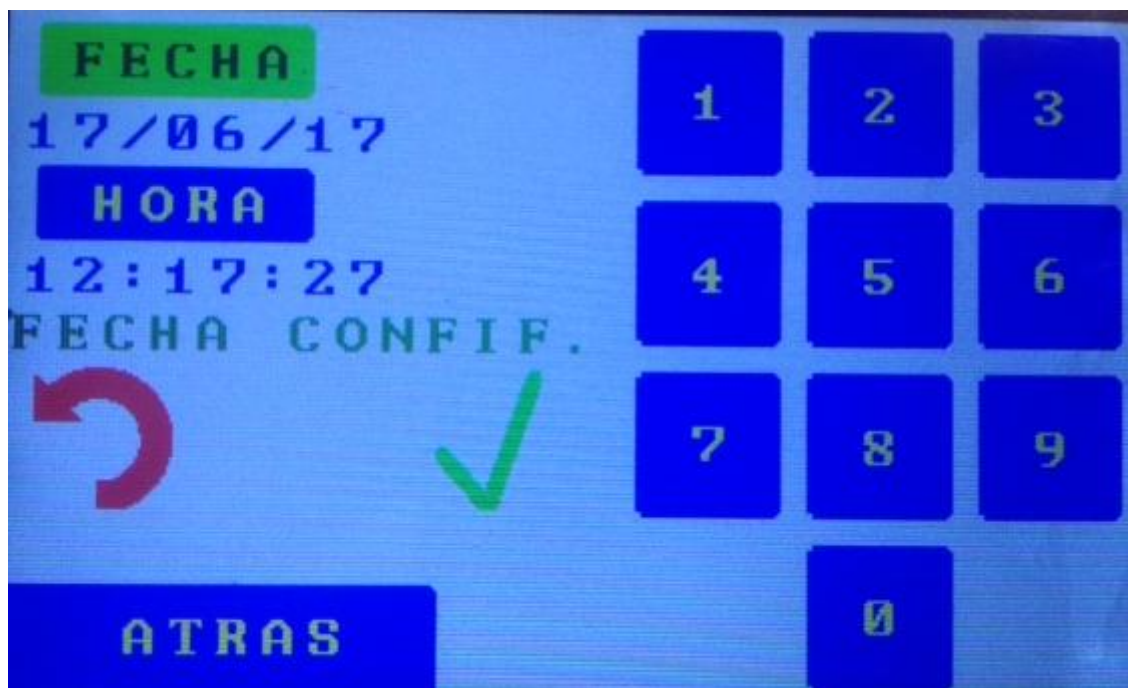 FECHA
17/06/17
HORA
12:17:27
FECHA CONFIF.
ATRAS
1 2 3
4 5 6
7 8 9
0